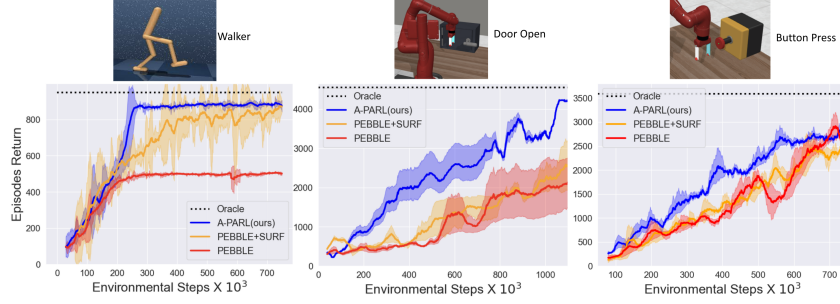 Walker
Door Open
Button Press
Episodes Return
800
600
400
200
0
0 100 200 300 400 500 600 700
Environmental Steps X 10³
Oracle
A-PARL(ours)
PEBBLE+SURF
PEBBLE
4000
3000
2000
1000
0
200 400 600 800 1000
Environmental Steps X 10³
Oracle
A-PARL(ours)
PEBBLE+SURF
PEBBLE
3500
3000
2500
2000
1500
1000
500
0
100 200 300 400 500 600 700
Environmental Steps X 10³
Oracle
A-PARL(ours)
PEBBLE+SURF
PEBBLE